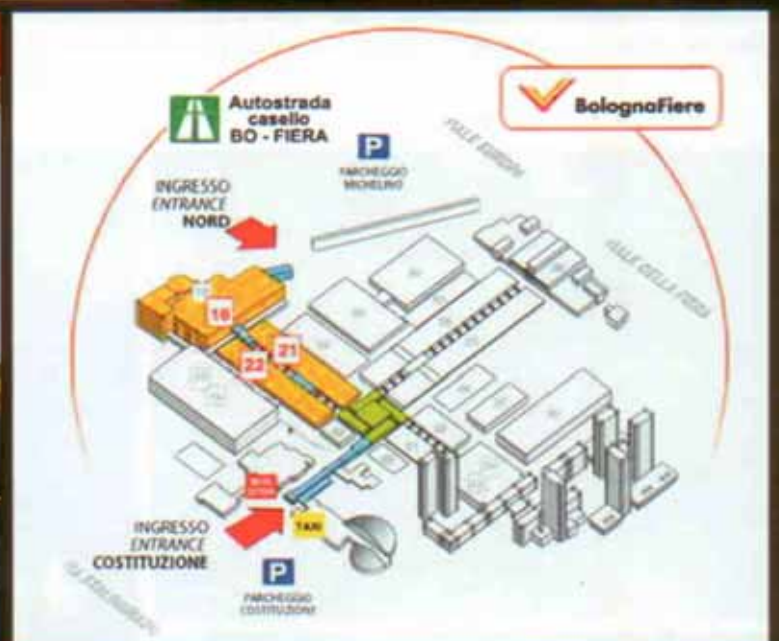 Autostrada
casello
BO - FIERA
BolognaFiere
P
PARCHEGGIO
MICHELINO
VIALE EUROPA
INGRESSO
ENTRANCE
NORD
VIALE DELLA FIERA
16
21
22
INGRESSO
ENTRANCE
COSTITUZIONE
TAXI
P
PARCHEGGIO
COSTITUZIONE